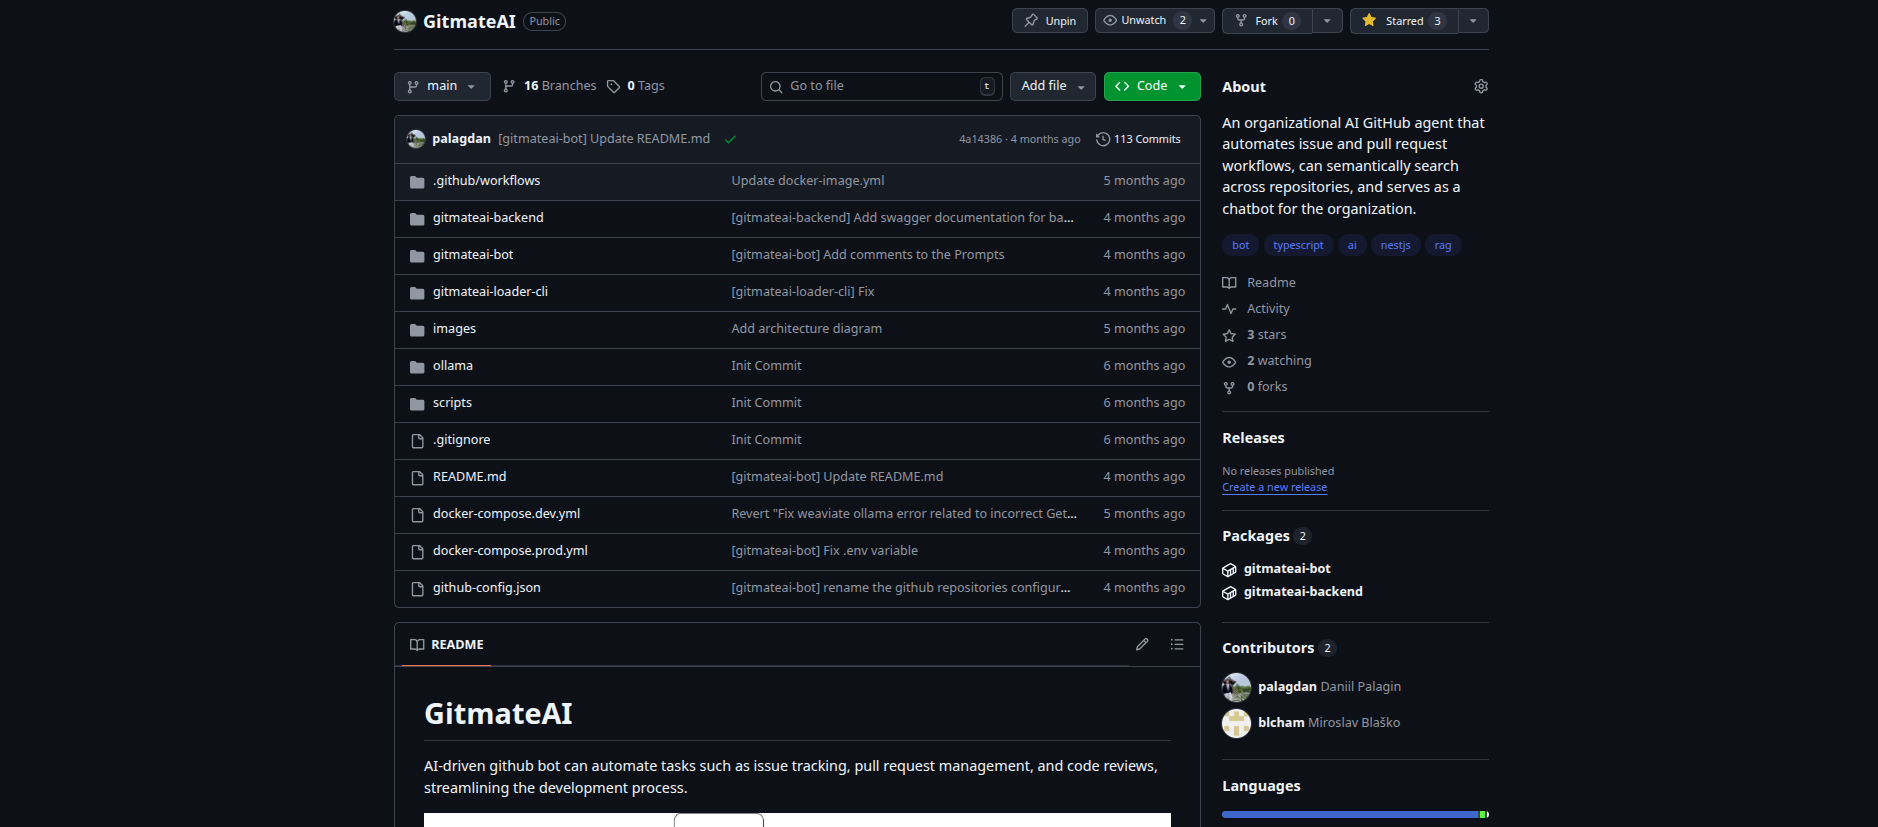 GitmateAI Public Unpin Unwatch 2 Fork 0 Starred 3
main 16 Branches 0 Tags Go to file t Add file Code
palagdan [gitmateai-bot] Update README.md 4a14386 · 4 months ago 113 Commits
.github/workflows Update docker-image.yml 5 months ago
gitmateai-backend [gitmateai-backend] Add swagger documentation for ba... 4 months ago
gitmateai-bot [gitmateai-bot] Add comments to the Prompts 4 months ago
gitmateai-loader-cli [gitmateai-loader-cli] Fix 4 months ago
images Add architecture diagram 5 months ago
ollama Init Commit 6 months ago
scripts Init Commit 6 months ago
.gitignore Init Commit 6 months ago
README.md [gitmateai-bot] Update README.md 4 months ago
docker-compose.dev.yml Revert "Fix weaviate ollama error related to incorrect Get... 5 months ago
docker-compose.prod.yml [gitmateai-bot] Fix .env variable 4 months ago
github-config.json [gitmateai-bot] rename the github repositories configur... 4 months ago
README
GitmateAI
AI-driven github bot can automate tasks such as issue tracking, pull request management, and code reviews,
streamlining the development process.
About
An organizational AI GitHub agent that
automates issue and pull request
workflows, can semantically search
across repositories, and serves as a
chatbot for the organization.
bot typescript ai nestjs rag
Readme
Activity
3 stars
2 watching
0 forks
Releases
No releases published
Create a new release
Packages 2
gitmateai-bot
gitmateai-backend
Contributors 2
palagdan Daniil Palagin
blcham Miroslav Blaško
Languages